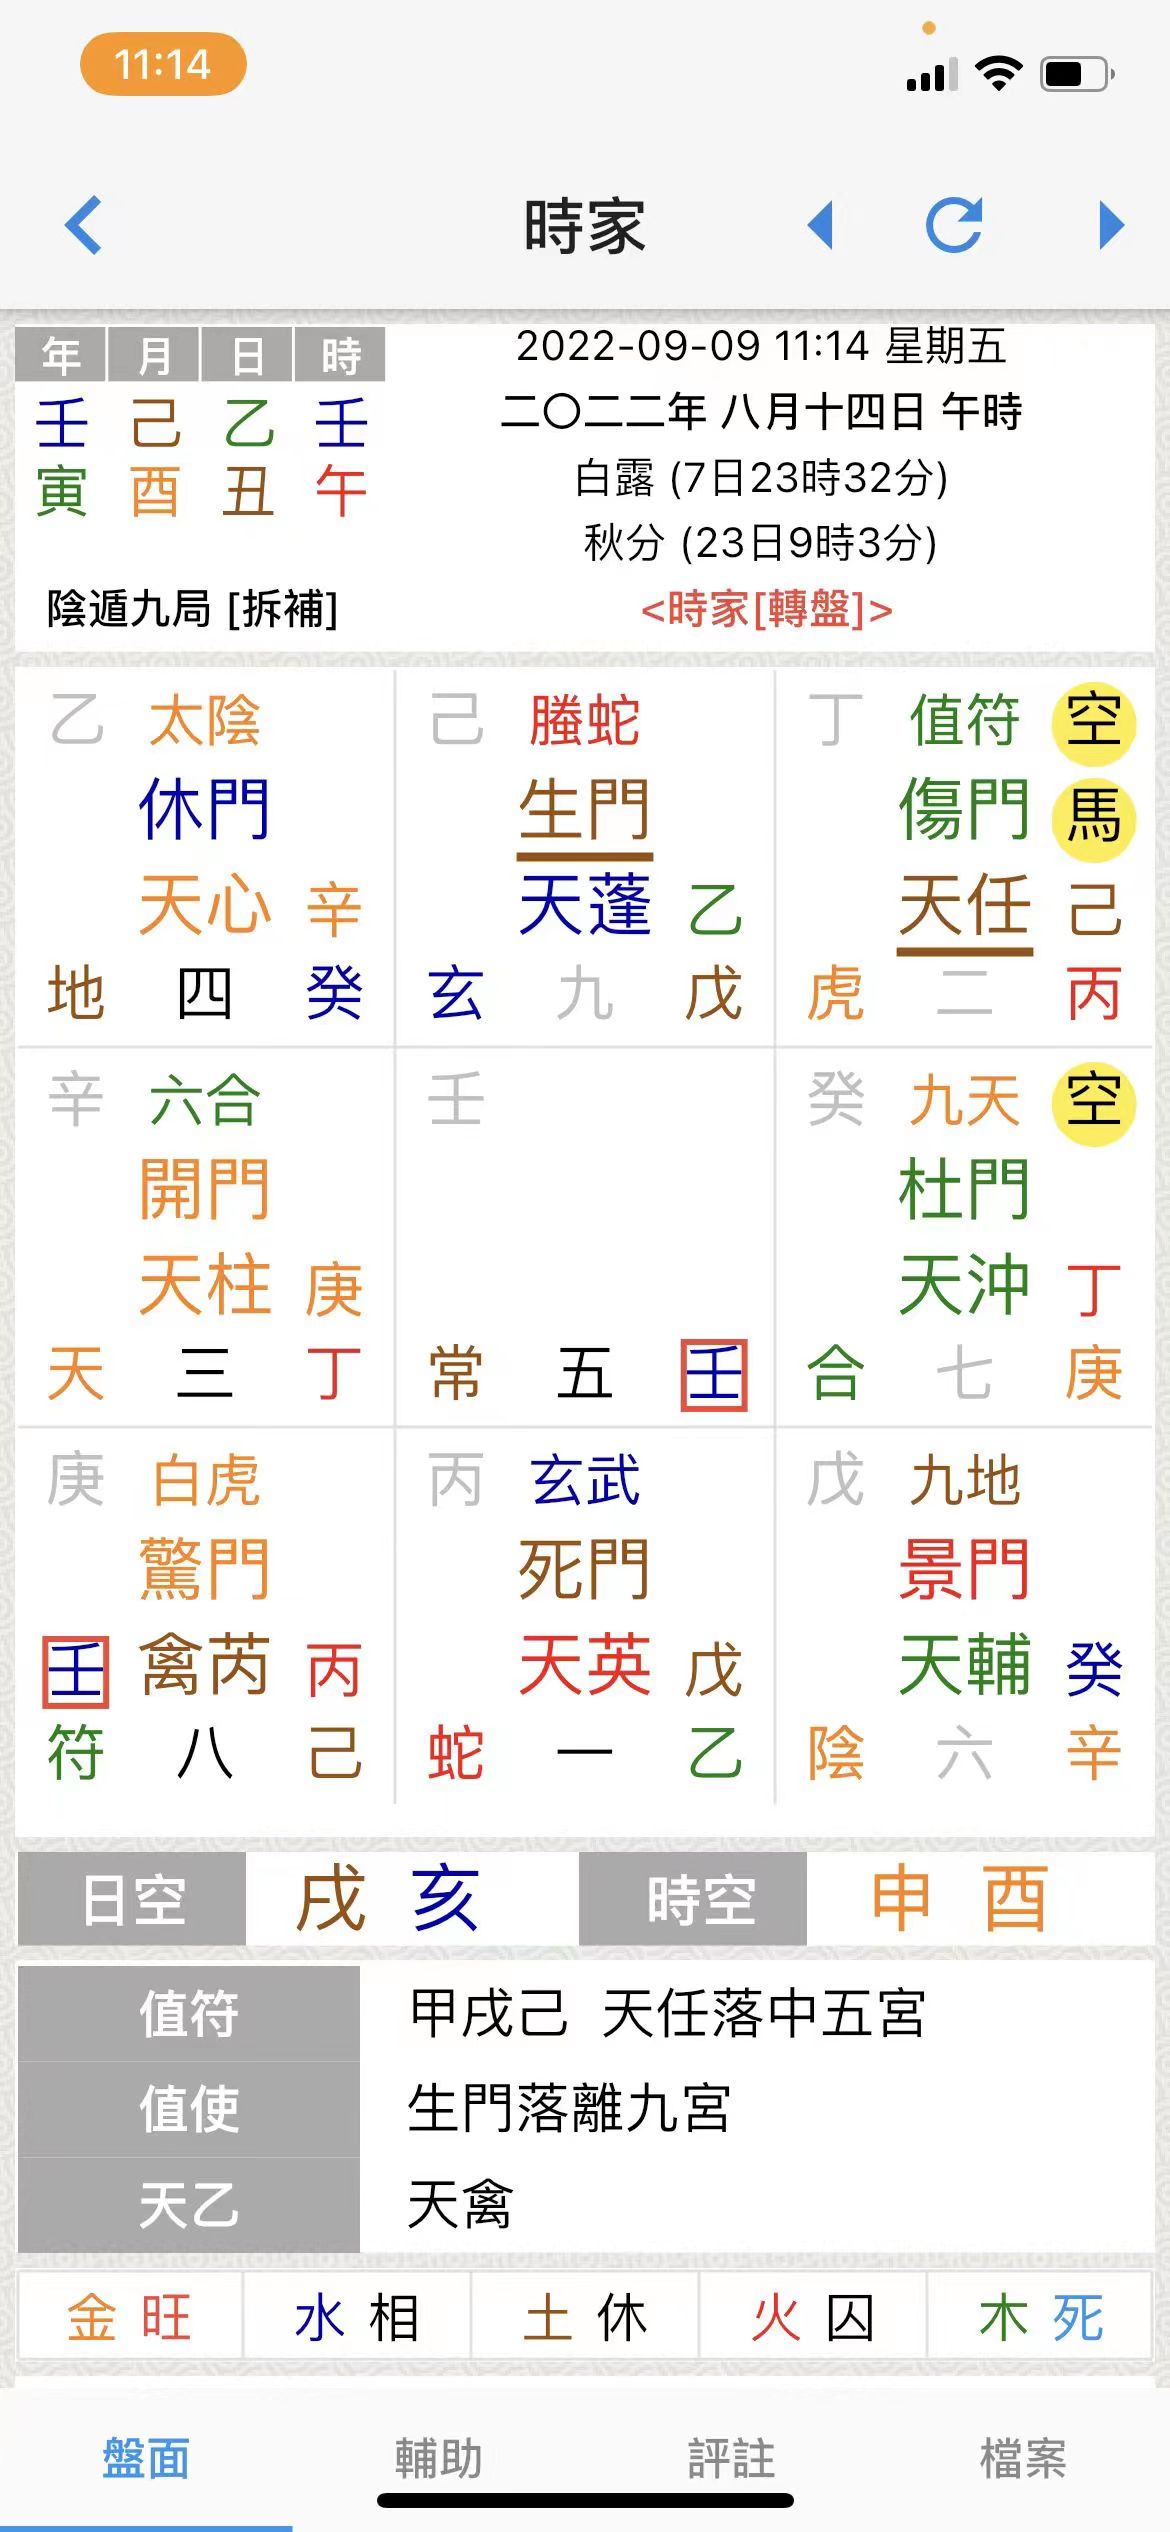 11:14
時家
年 月 日 時
壬 己 乙 壬
寅 酉 丑 午
陰遁九局 [拆補]
2022-09-09 11:14 星期五
二〇二二年 八月十四日 午時
白露 (7日23時32分)
秋分 (23日9時3分)
<時家[轉盤]>
乙 太陰
休門
天心 辛
地 四 癸
己 螣蛇
生門
天蓬 乙
玄 九 戊
丁 值符 空
傷門 馬
天任 己
虎 二 丙
辛 六合
開門
天柱 庚
天 三 丁
壬
常 五 壬
癸 九天 空
杜門
天沖 丁
合 七 庚
庚 白虎
驚門
壬 禽芮 丙
符 八 己
丙 玄武
死門
天英 戊
蛇 一 乙
戊 九地
景門
天輔 癸
陰 六 辛
日空 戌 亥 時空 申 酉
值符 甲戌己 天任落中五宮
值使 生門落離九宮
天乙 天禽
金 旺 水 相 土 休 火 囚 木 死
盤面 輔助 評註 檔案